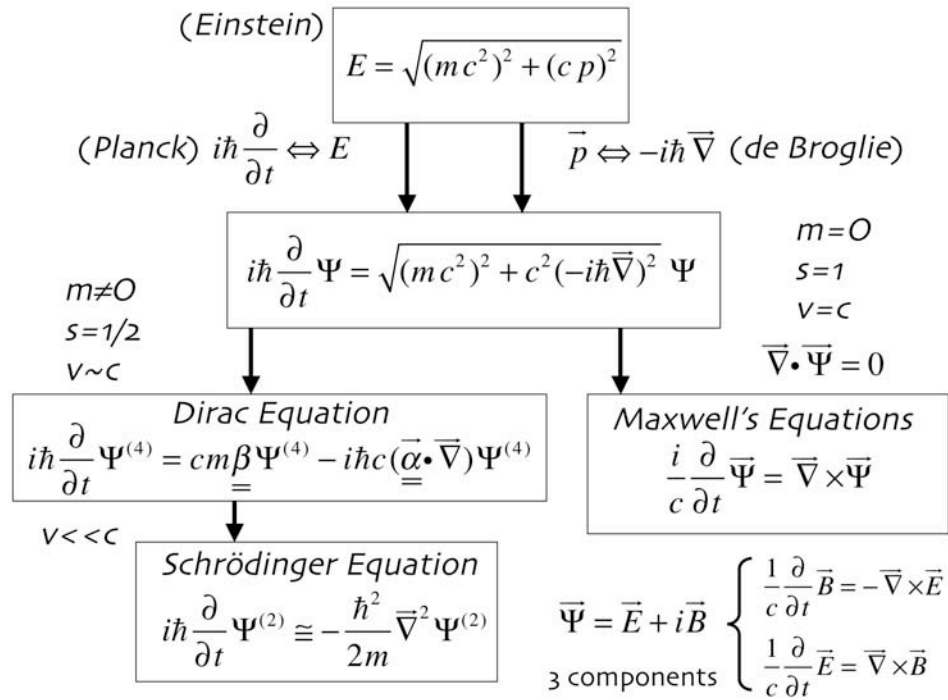 (Einstein)
E = √((mc²)² + (c p)²)
(Planck) iħ ∂/∂t ⇔ E
p⃗ ⇔ −iħ ∇⃗ (de Broglie)
m=0
s=1
v=c
∇⃗ • Ψ⃗ = 0
iħ ∂/∂t Ψ = √((mc²)² + c²(−iħ∇⃗)²) Ψ
m≠0
s=1/2
v~c
Dirac Equation
iħ ∂/∂t Ψ⁽⁴⁾ = cmβ̳Ψ⁽⁴⁾ − iħc(α̳⃗ • ∇⃗)Ψ⁽⁴⁾
Maxwell's Equations
i/c ∂/∂t Ψ⃗ = ∇⃗ × Ψ⃗
v<<c
Schrödinger Equation
iħ ∂/∂t Ψ⁽²⁾ ≅ −ħ²/2m ∇⃗² Ψ⁽²⁾
Ψ⃗ = E⃗ + iB⃗
3 components
1/c ∂/∂t B⃗ = −∇⃗ × E⃗
1/c ∂/∂t E⃗ = ∇⃗ × B⃗